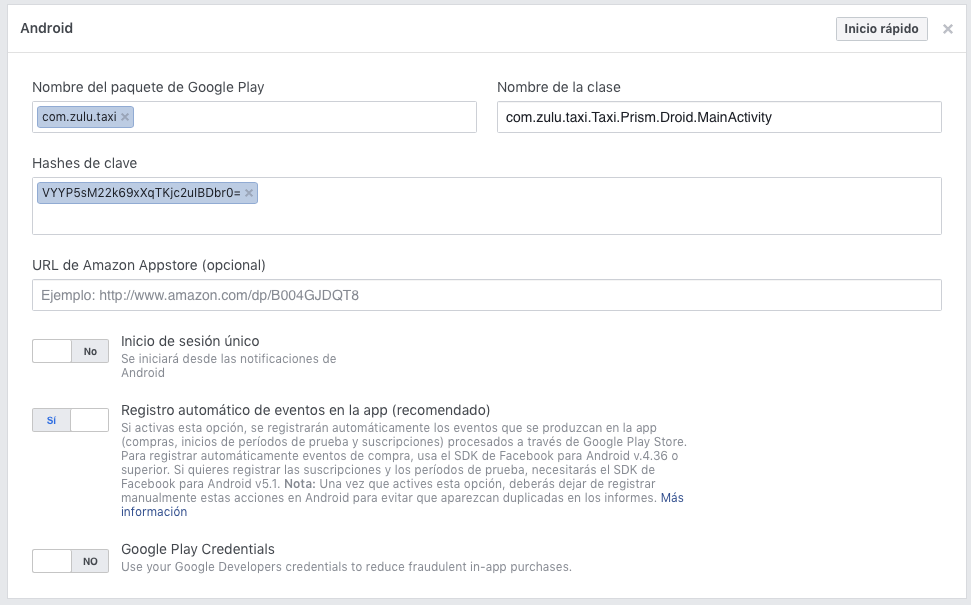 Android
Inicio rápido ×
Nombre del paquete de Google Play
Nombre de la clase
com.zulu.taxi ×
com.zulu.taxi.Taxi.Prism.Droid.MainActivity
Hashes de clave
VYYP5sM22k69xXqTKjc2ulBDbr0= ×
URL de Amazon Appstore (opcional)
Ejemplo: http://www.amazon.com/dp/B004GJDQT8
No
Inicio de sesión único
Se iniciará desde las notificaciones de
Android
Sí
Registro automático de eventos en la app (recomendado)
Si activas esta opción, se registrarán automáticamente los eventos que se produzcan en la app
(compras, inicios de períodos de prueba y suscripciones) procesados a través de Google Play Store.
Para registrar automáticamente eventos de compra, usa el SDK de Facebook para Android v.4.36 o
superior. Si quieres registrar las suscripciones y los períodos de prueba, necesitarás el SDK de
Facebook para Android v5.1. Nota: Una vez que actives esta opción, deberás dejar de registrar
manualmente estas acciones en Android para evitar que aparezcan duplicadas en los informes. Más
información
NO
Google Play Credentials
Use your Google Developers credentials to reduce fraudulent in-app purchases.